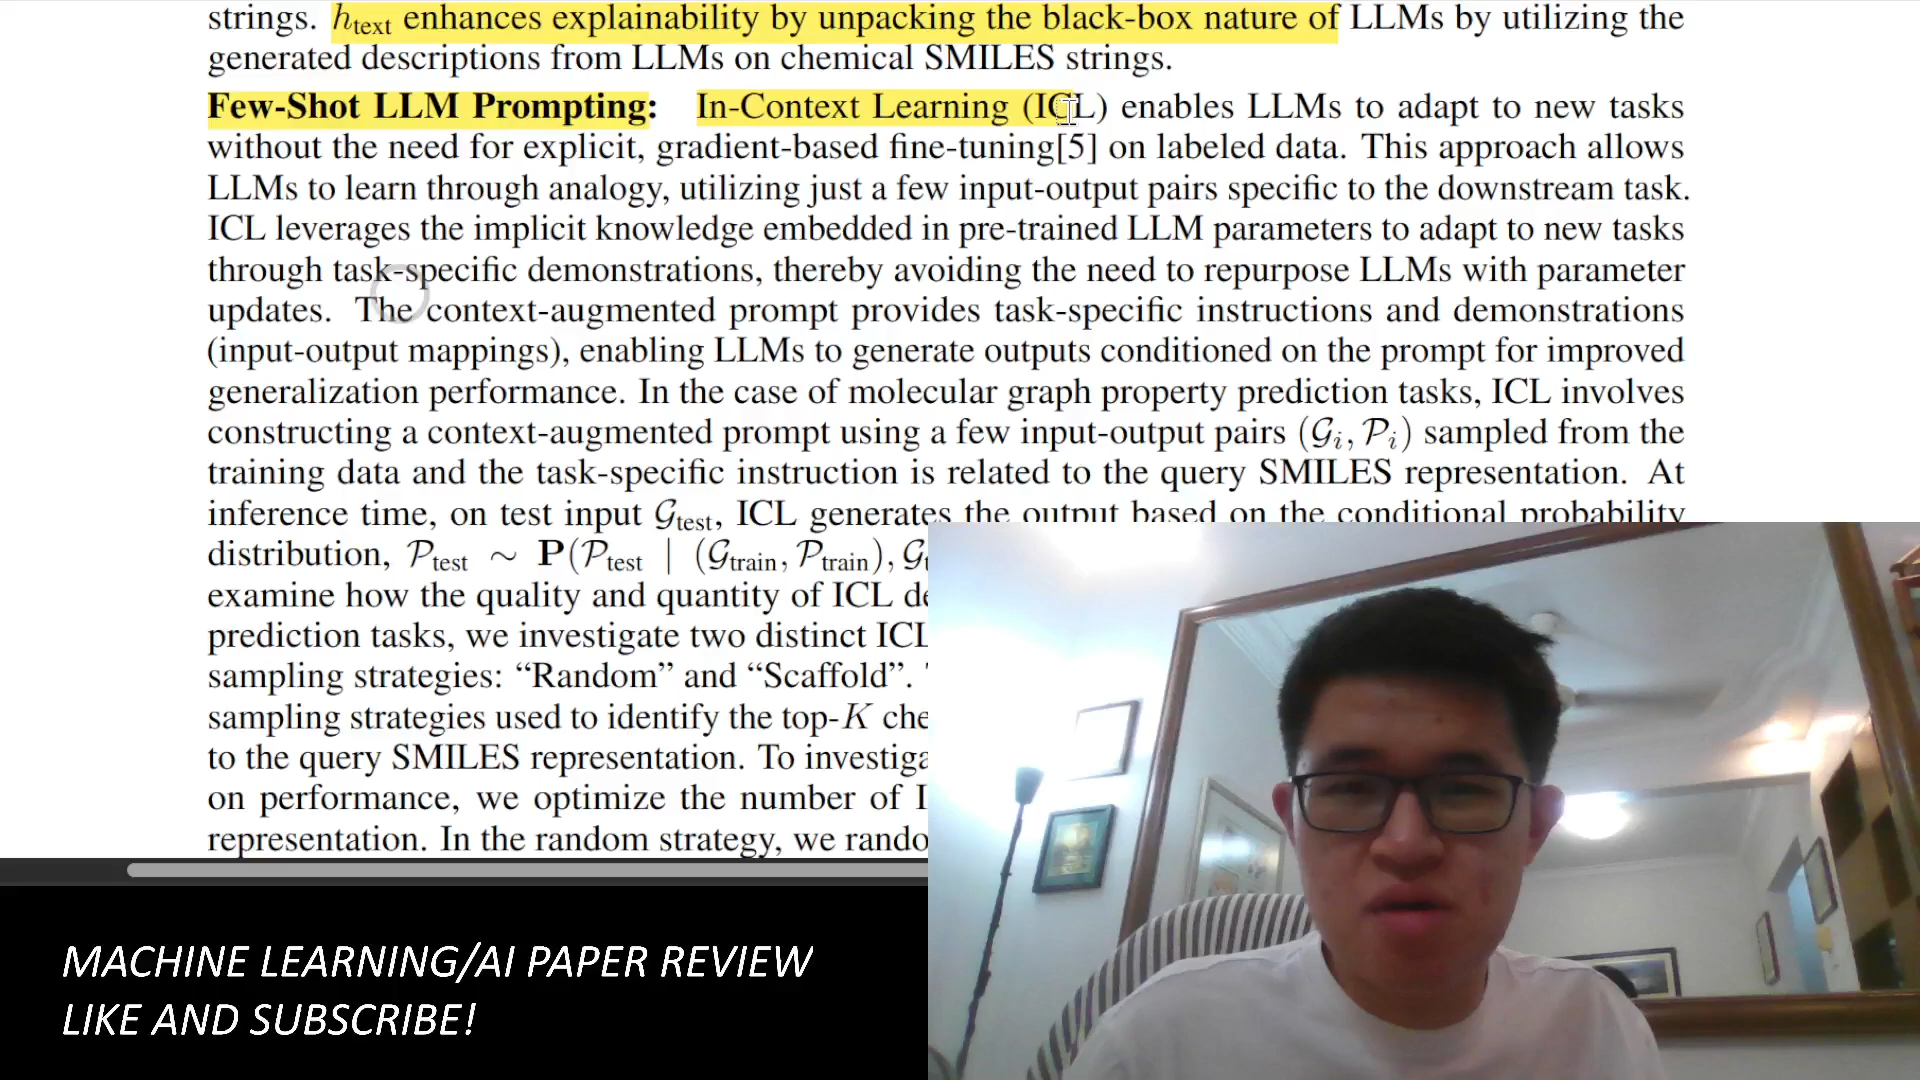 strings. h_text enhances explainability by unpacking the black-box nature of LLMs by utilizing the
generated descriptions from LLMs on chemical SMILES strings.
Few-Shot LLM Prompting: In-Context Learning (ICL) enables LLMs to adapt to new tasks
without the need for explicit, gradient-based fine-tuning[5] on labeled data. This approach allows
LLMs to learn through analogy, utilizing just a few input-output pairs specific to the downstream task.
ICL leverages the implicit knowledge embedded in pre-trained LLM parameters to adapt to new tasks
through task-specific demonstrations, thereby avoiding the need to repurpose LLMs with parameter
updates. The context-augmented prompt provides task-specific instructions and demonstrations
(input-output mappings), enabling LLMs to generate outputs conditioned on the prompt for improved
generalization performance. In the case of molecular graph property prediction tasks, ICL involves
constructing a context-augmented prompt using a few input-output pairs (𝒢_i, 𝒫_i) sampled from the
training data and the task-specific instruction is related to the query SMILES representation. At
inference time, on test input 𝒢_test, ICL generates the output based on the conditional probability
distribution, 𝒫_test ∼ P(𝒫_test | (𝒢_train, 𝒫_train), 𝒢
examine how the quality and quantity of ICL
prediction tasks, we investigate two distinct ICL
sampling strategies: “Random” and “Scaffold”.
sampling strategies used to identify the top-K
to the query SMILES representation. To
on performance, we optimize the number of
representation. In the random strategy, we
MACHINE LEARNING/AI PAPER REVIEW
LIKE AND SUBSCRIBE!